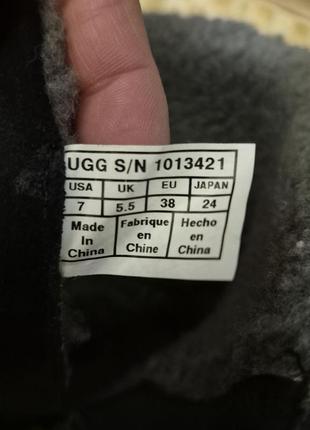 UGG S/N 1013421
USA UK EU JAPAN
7 5.5 38 24
Made Fabrique Hecho
In en en
China Chine China